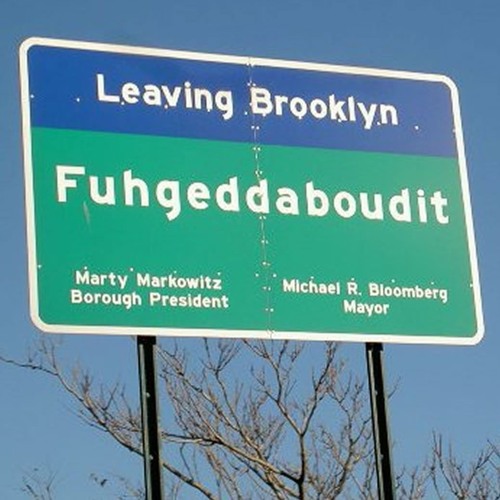 Leaving Brooklyn
Fuhgeddaboudit
Marty Markowitz
Borough President
Michael R. Bloomberg
Mayor